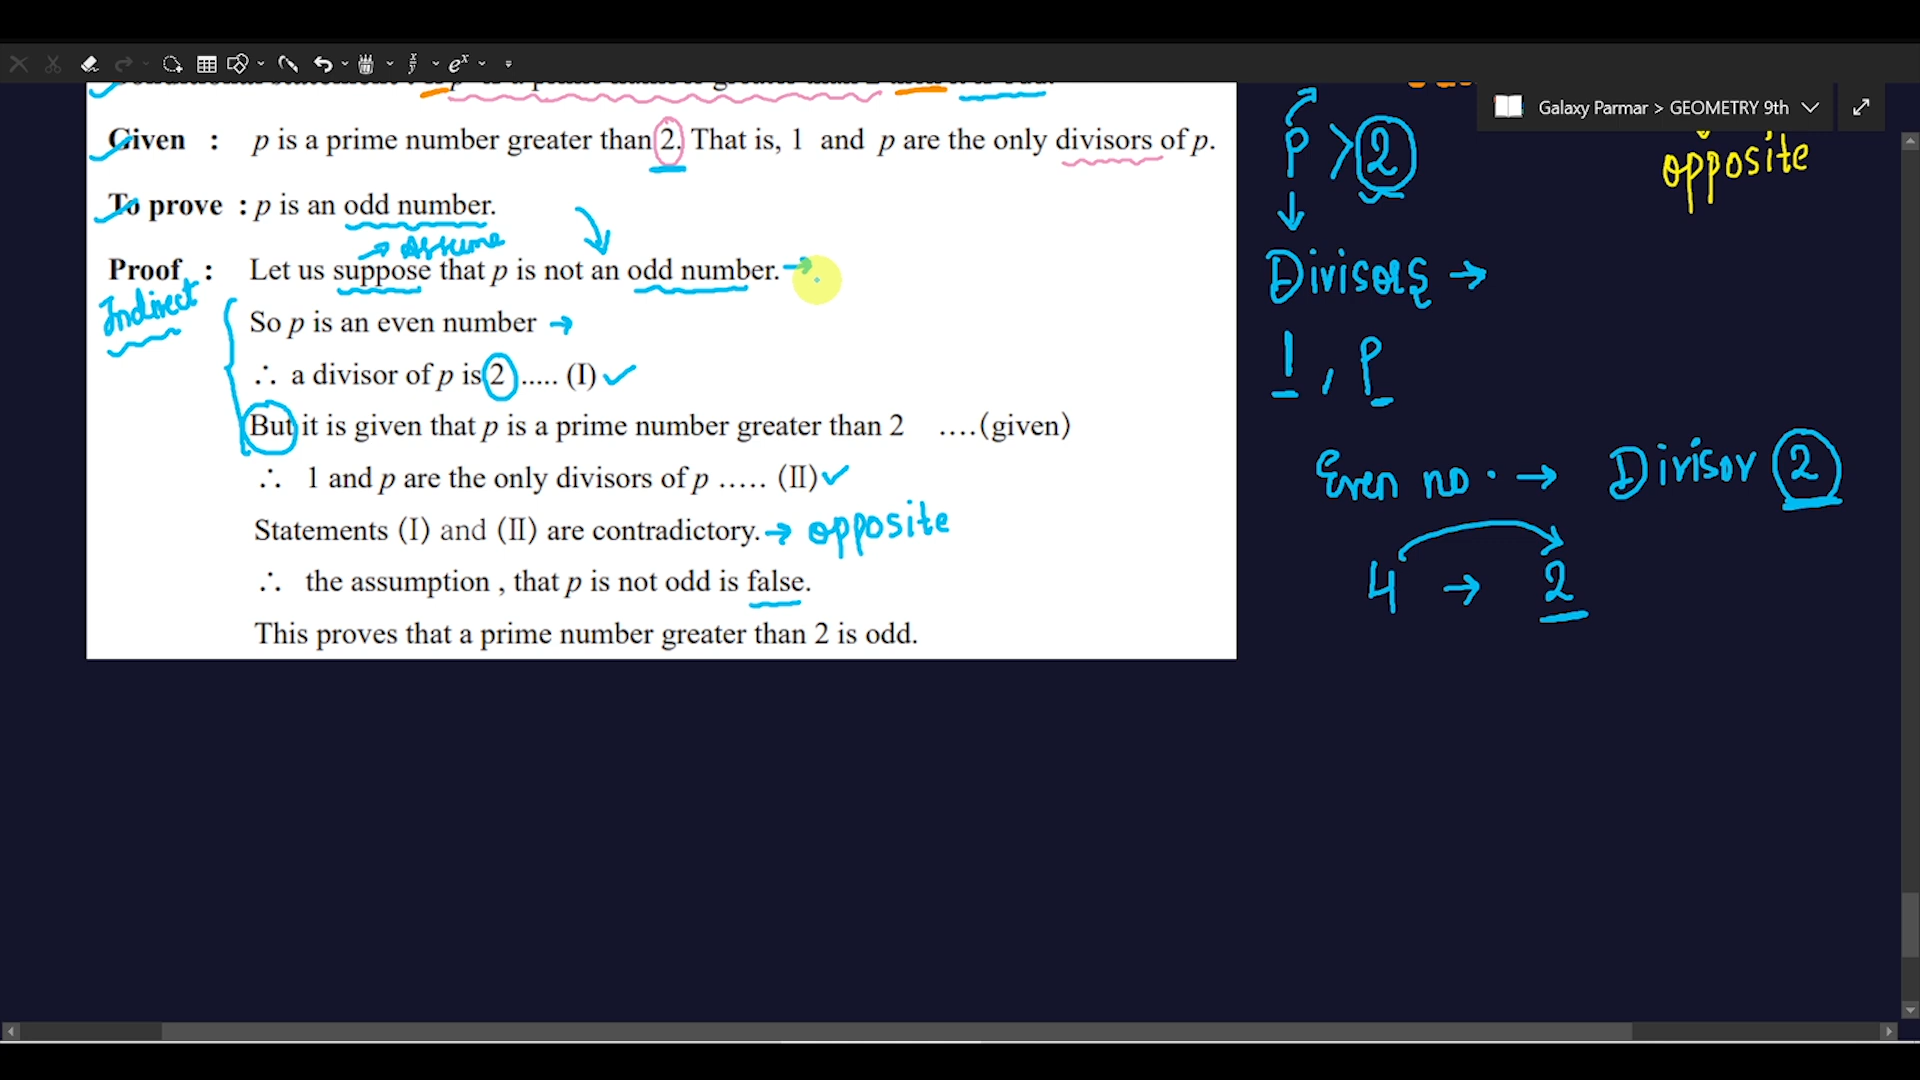 Galaxy Parmar > GEOMETRY 9th
Given : p is a prime number greater than 2. That is, 1 and p are the only divisors of p.
To prove : p is an odd number.
→ Assume
Proof : Let us suppose that p is not an odd number. →
Indirect
So p is an even number →
∴ a divisor of p is 2 ..... (I) ✓
But it is given that p is a prime number greater than 2 ....(given)
∴ 1 and p are the only divisors of p ..... (II) ✓
Statements (I) and (II) are contradictory. → opposite
∴ the assumption , that p is not odd is false.
This proves that a prime number greater than 2 is odd.
opposite
p > 2
↓
Divisors →
1 , p
Even no. → Divisor 2
4 → 2